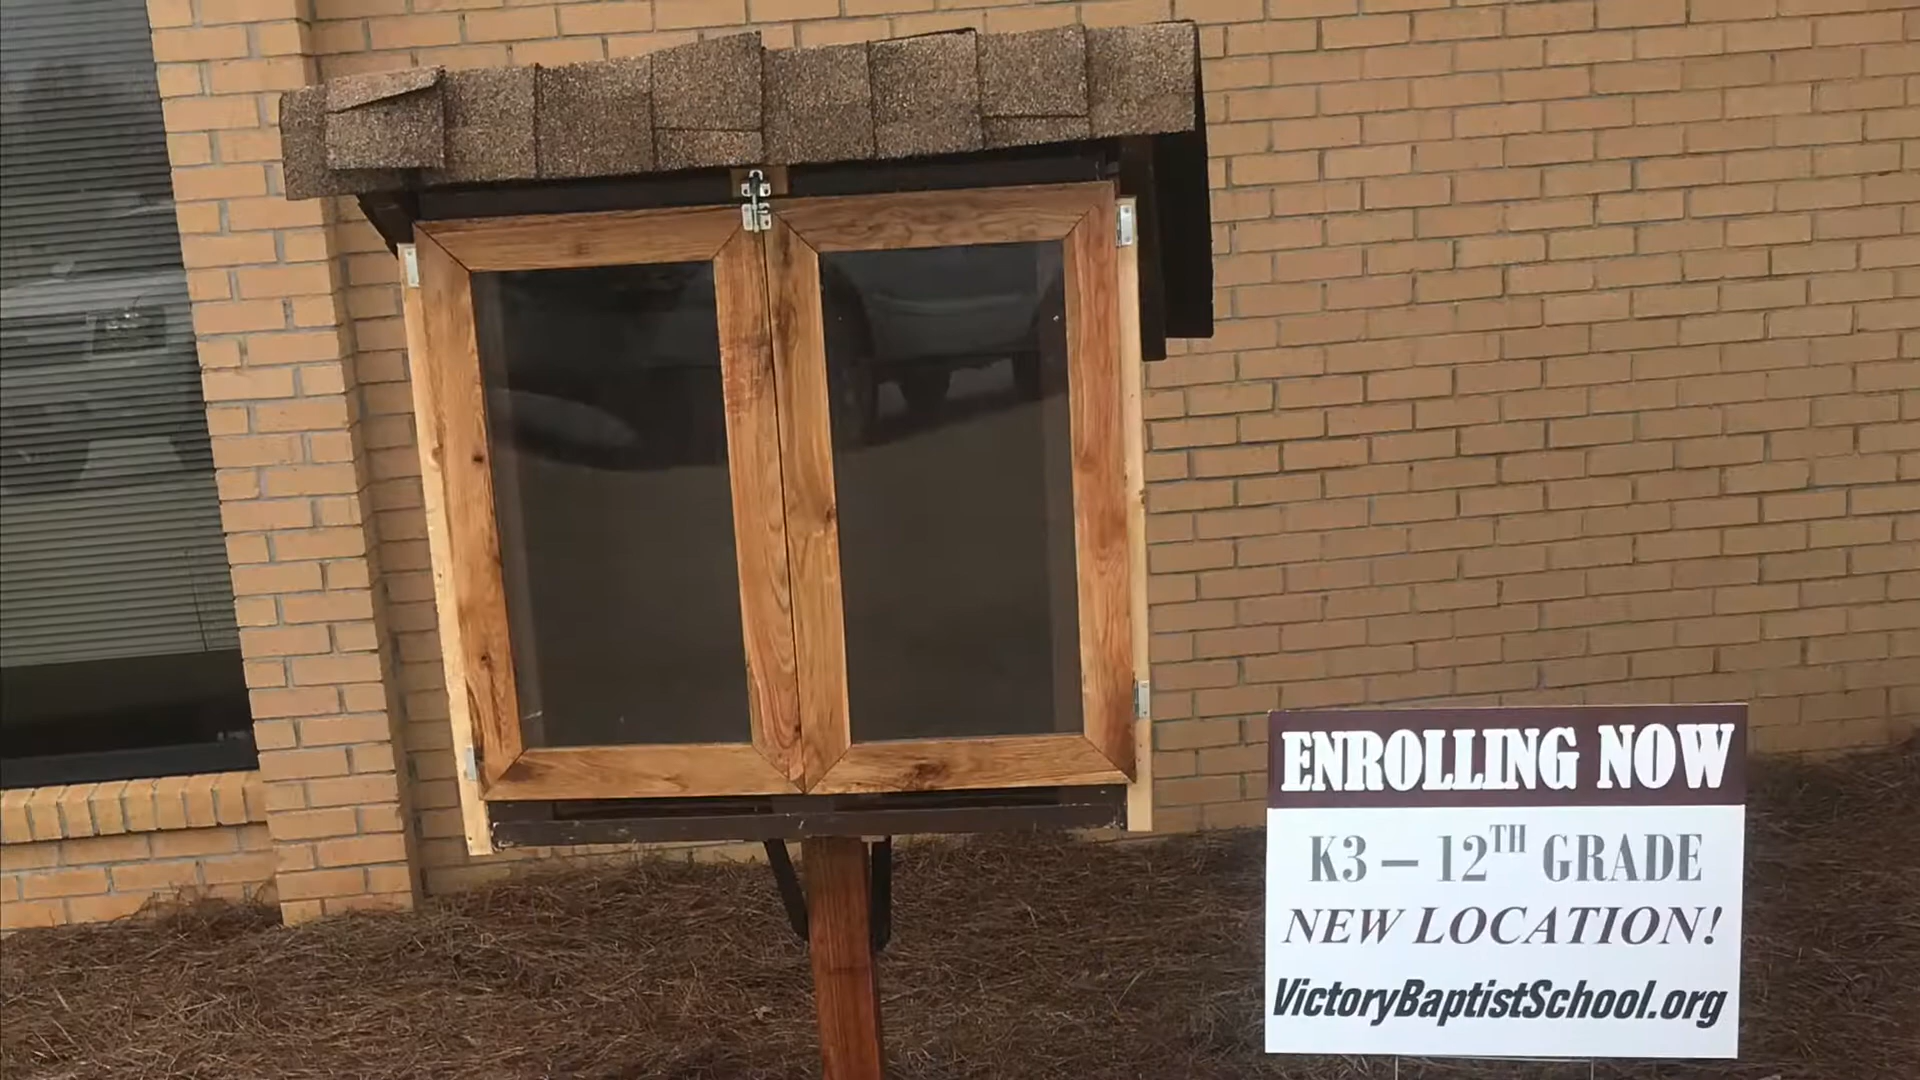 ENROLLING NOW
K3 – 12TH GRADE
NEW LOCATION!
VictoryBaptistSchool.org